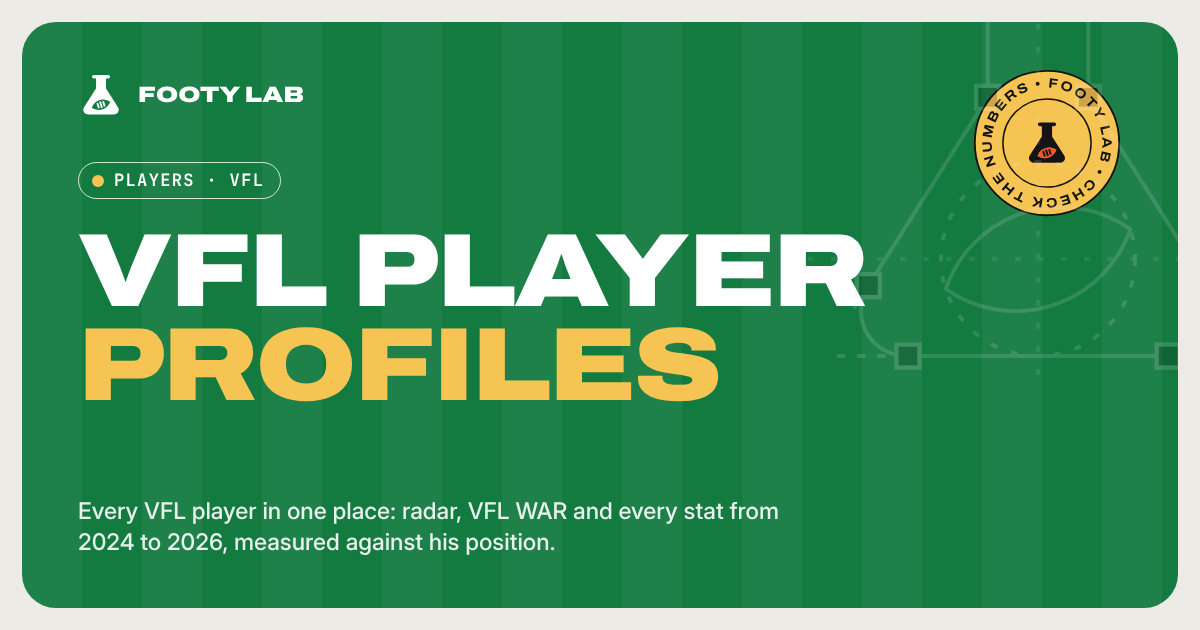 FOOTY LAB
FOOTY LAB • CHECK THE NUMBERS •
PLAYERS · VFL
VFL PLAYER
PROFILES
Every VFL player in one place: radar, VFL WAR and every stat from
2024 to 2026, measured against his position.